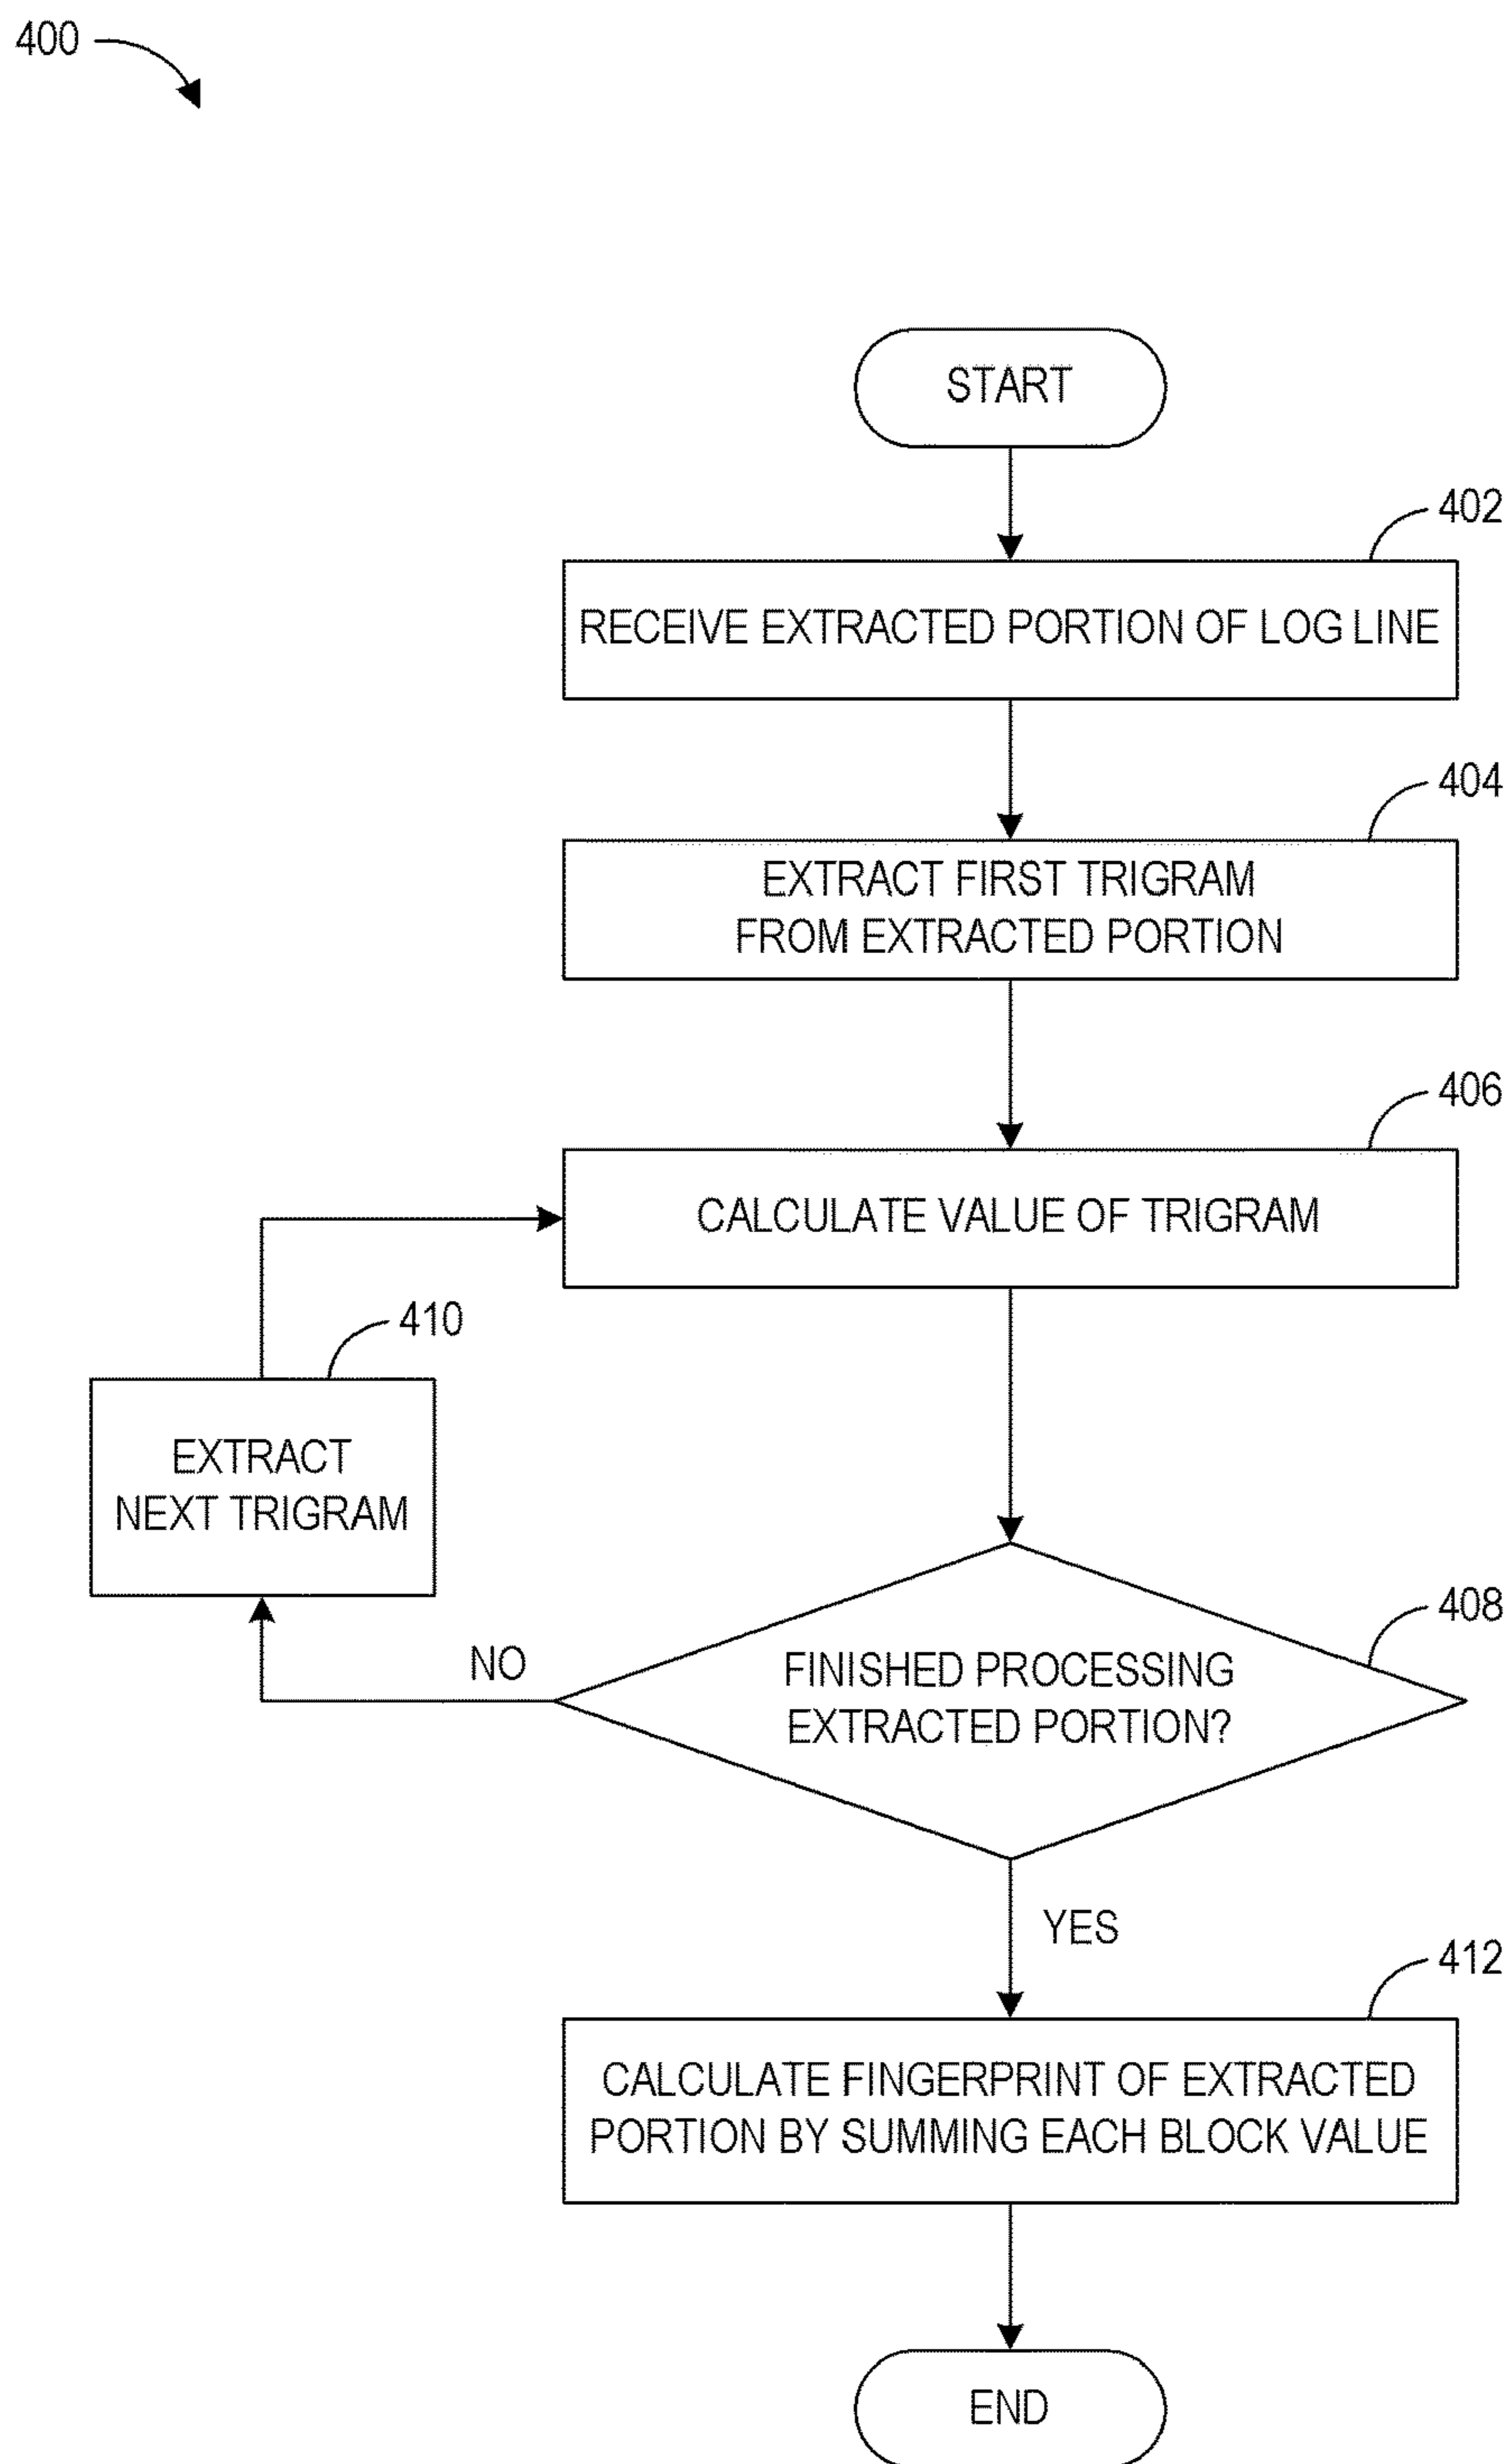 400
START
402
RECEIVE EXTRACTED PORTION OF LOG LINE
404
EXTRACT FIRST TRIGRAM
FROM EXTRACTED PORTION
406
CALCULATE VALUE OF TRIGRAM
410
EXTRACT
NEXT TRIGRAM
408
NO
FINISHED PROCESSING
EXTRACTED PORTION?
YES
412
CALCULATE FINGERPRINT OF EXTRACTED
PORTION BY SUMMING EACH BLOCK VALUE
END